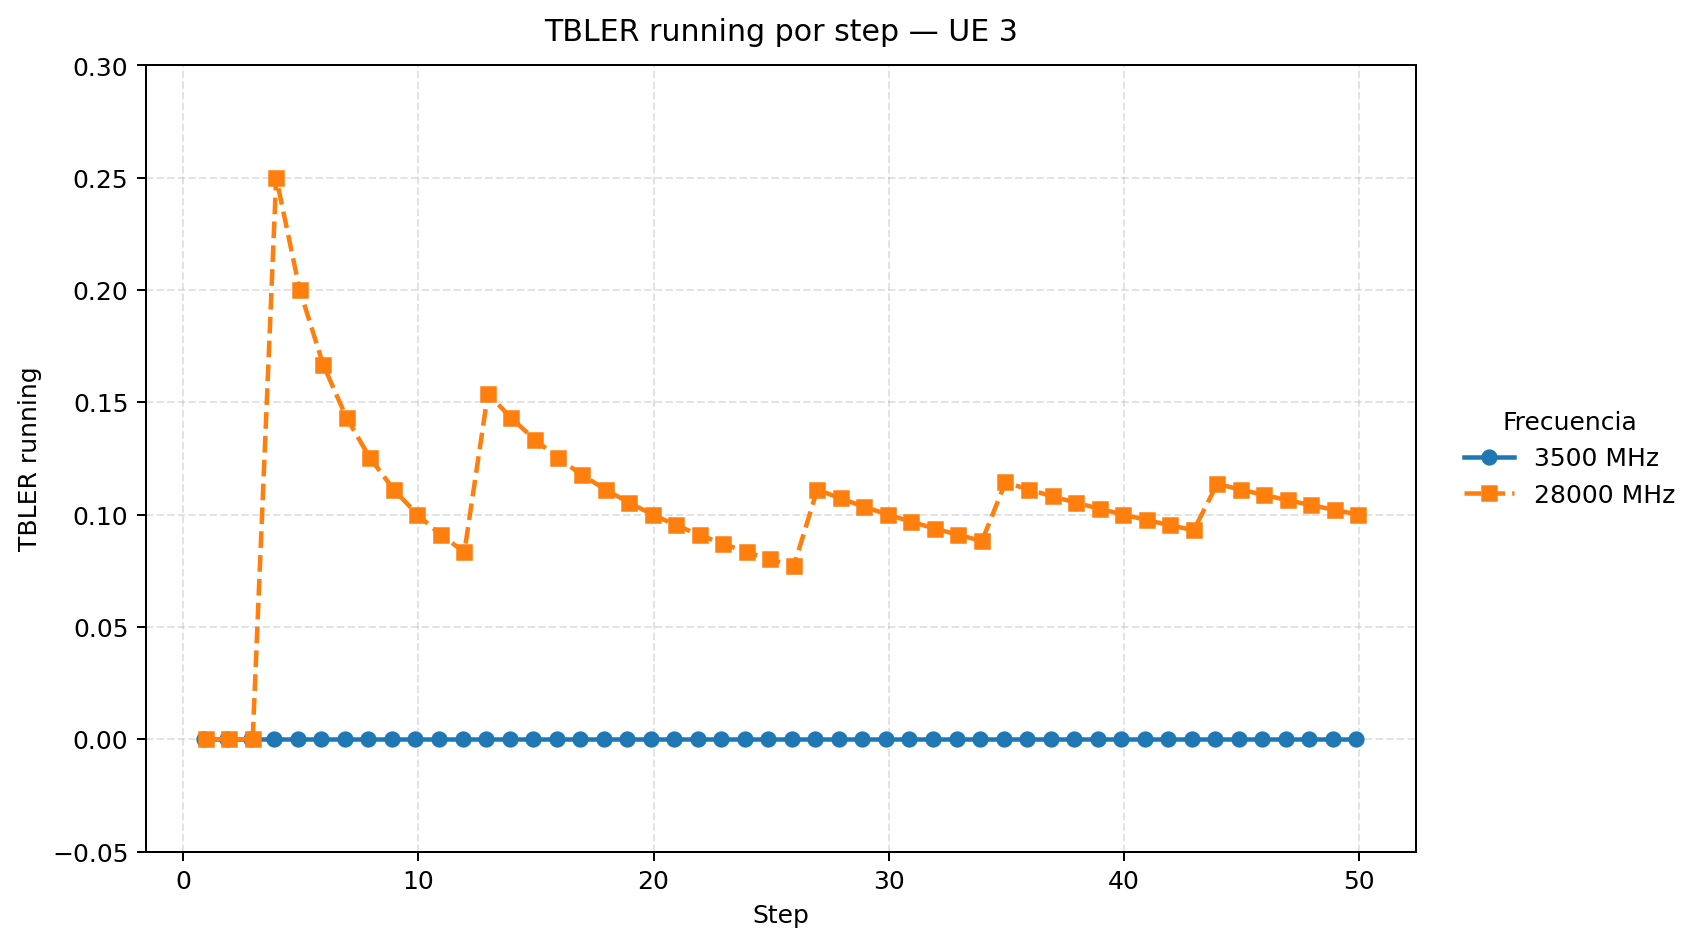 TBLER running por step — UE 3
0.30
0.25
0.20
0.15
0.10
0.05
0.00
−0.05
TBLER running
0 10 20 30 40 50
Step
Frecuencia
3500 MHz
28000 MHz